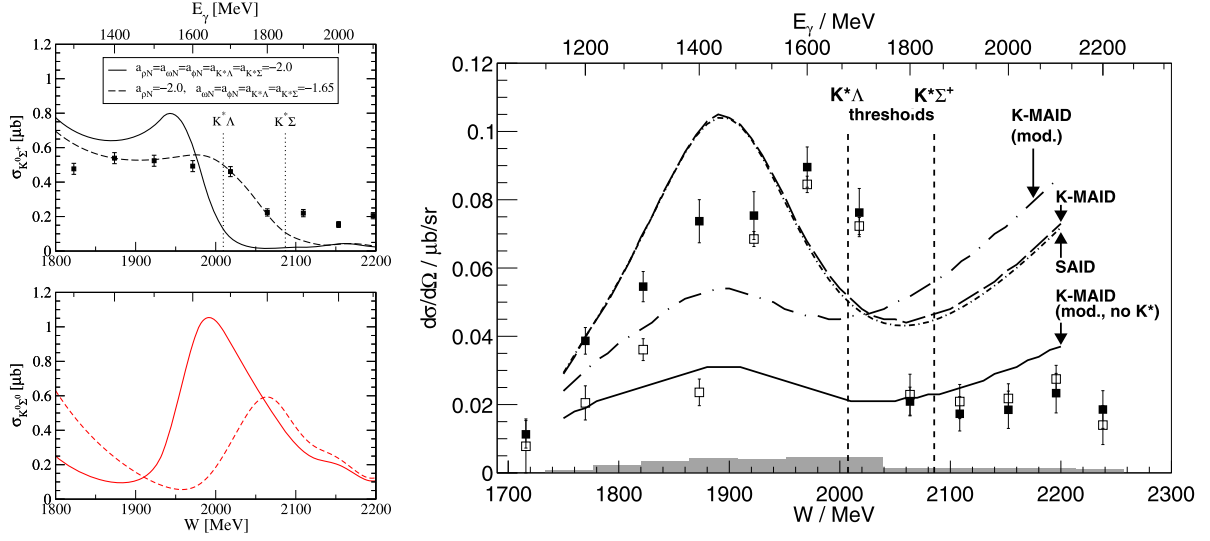 E_γ [MeV]
1400 1600 1800 2000
1.2
1
0.8
0.6
0.4
0.2
0
σ_K⁰Σ⁺ [μb]
a_ρN=a_ωN=a_ϕN=a_K*Λ=a_K*Σ=−2.0
a_ρN=−2.0, a_ωN=a_ϕN=a_K*Λ=a_K*Σ=−1.65
K*Λ K*Σ
1800 1900 2000 2100 2200
1.2
1
0.8
0.6
0.4
0.2
0
σ_K⁰Σ⁰ [μb]
1800 1900 2000 2100 2200
W [MeV]
E_γ / MeV
1200 1400 1600 1800 2000 2200
0.12
0.1
0.08
0.06
0.04
0.02
0
dσ/dΩ / μb/sr
K*Λ K*Σ⁺
thresholds
K-MAID
(mod.)
K-MAID
SAID
K-MAID
(mod., no K*)
1700 1800 1900 2000 2100 2200 2300
W / MeV